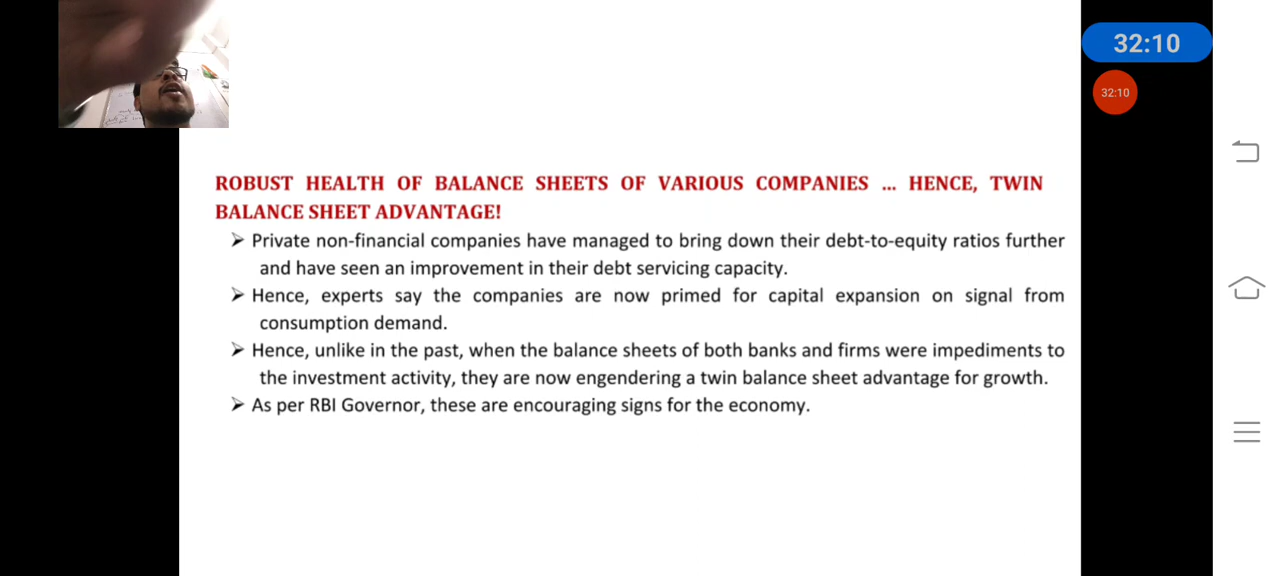 32:10
32:10
ROBUST HEALTH OF BALANCE SHEETS OF VARIOUS COMPANIES ... HENCE, TWIN
BALANCE SHEET ADVANTAGE!
➢ Private non-financial companies have managed to bring down their debt-to-equity ratios further
and have seen an improvement in their debt servicing capacity.
➢ Hence, experts say the companies are now primed for capital expansion on signal from
consumption demand.
➢ Hence, unlike in the past, when the balance sheets of both banks and firms were impediments to
the investment activity, they are now engendering a twin balance sheet advantage for growth.
➢ As per RBI Governor, these are encouraging signs for the economy.